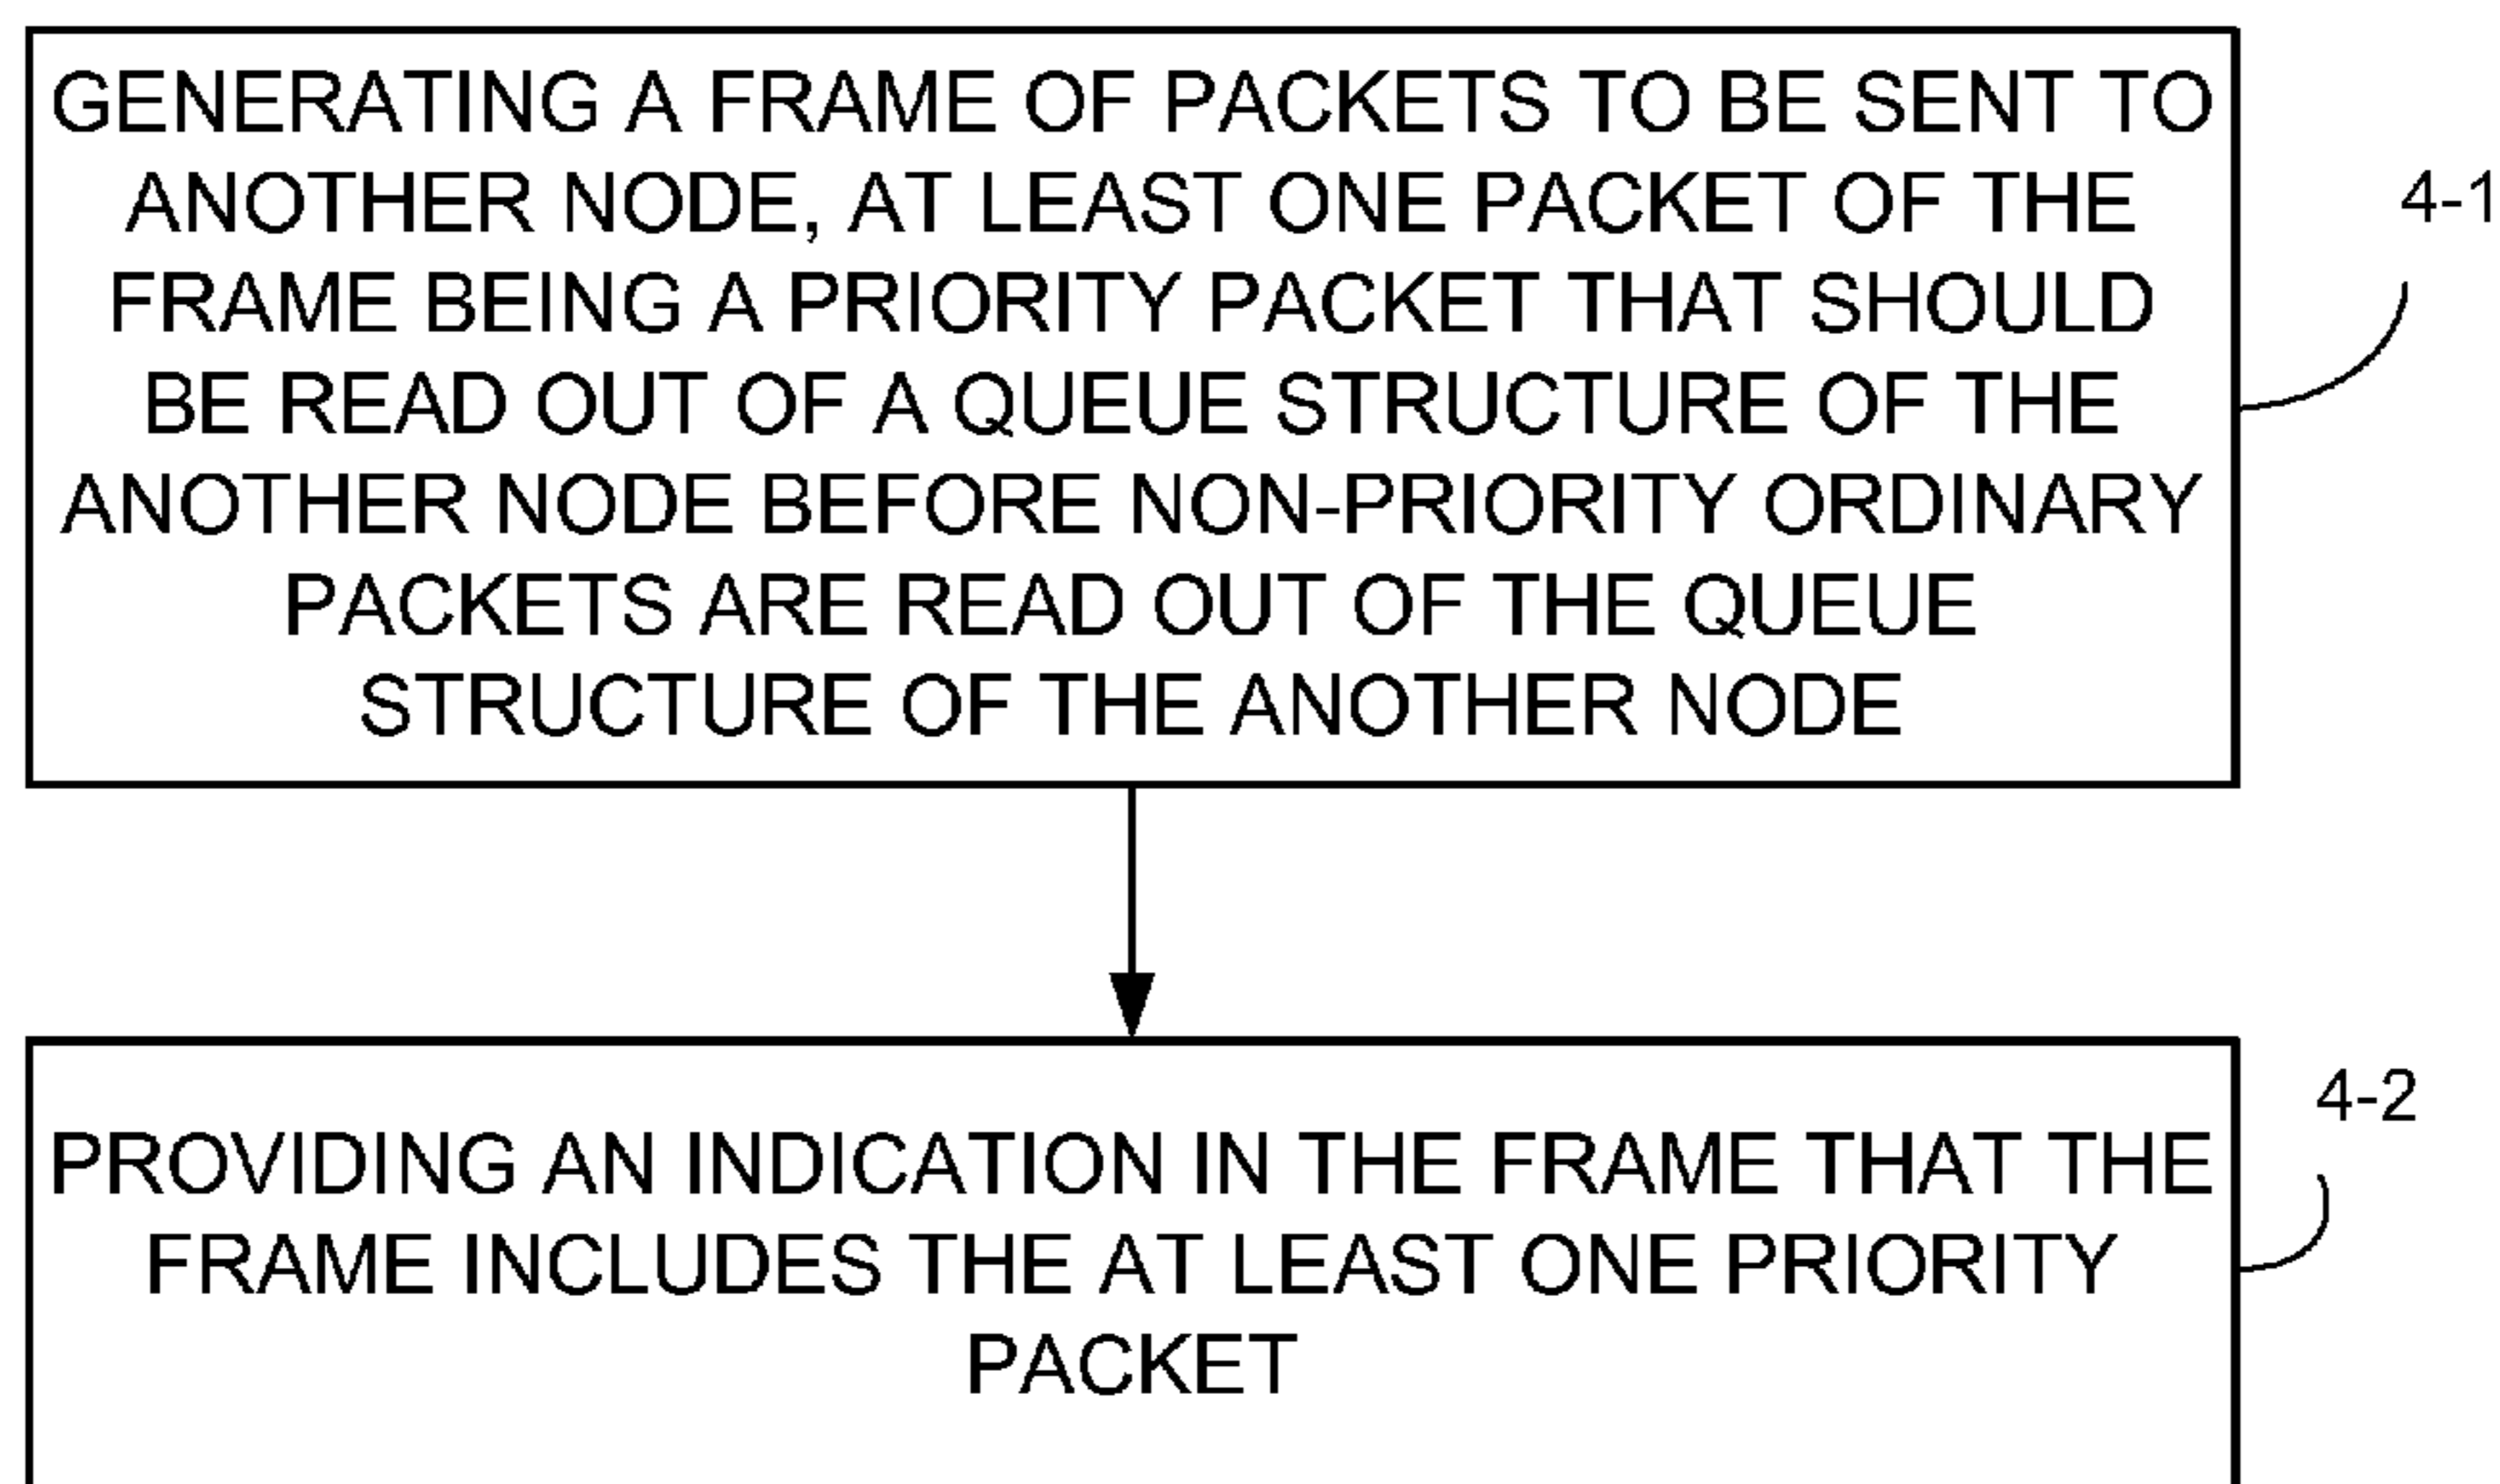 GENERATING A FRAME OF PACKETS TO BE SENT TO
ANOTHER NODE, AT LEAST ONE PACKET OF THE
FRAME BEING A PRIORITY PACKET THAT SHOULD
BE READ OUT OF A QUEUE STRUCTURE OF THE
ANOTHER NODE BEFORE NON-PRIORITY ORDINARY
PACKETS ARE READ OUT OF THE QUEUE
STRUCTURE OF THE ANOTHER NODE
4-1
PROVIDING AN INDICATION IN THE FRAME THAT THE
FRAME INCLUDES THE AT LEAST ONE PRIORITY
PACKET
4-2